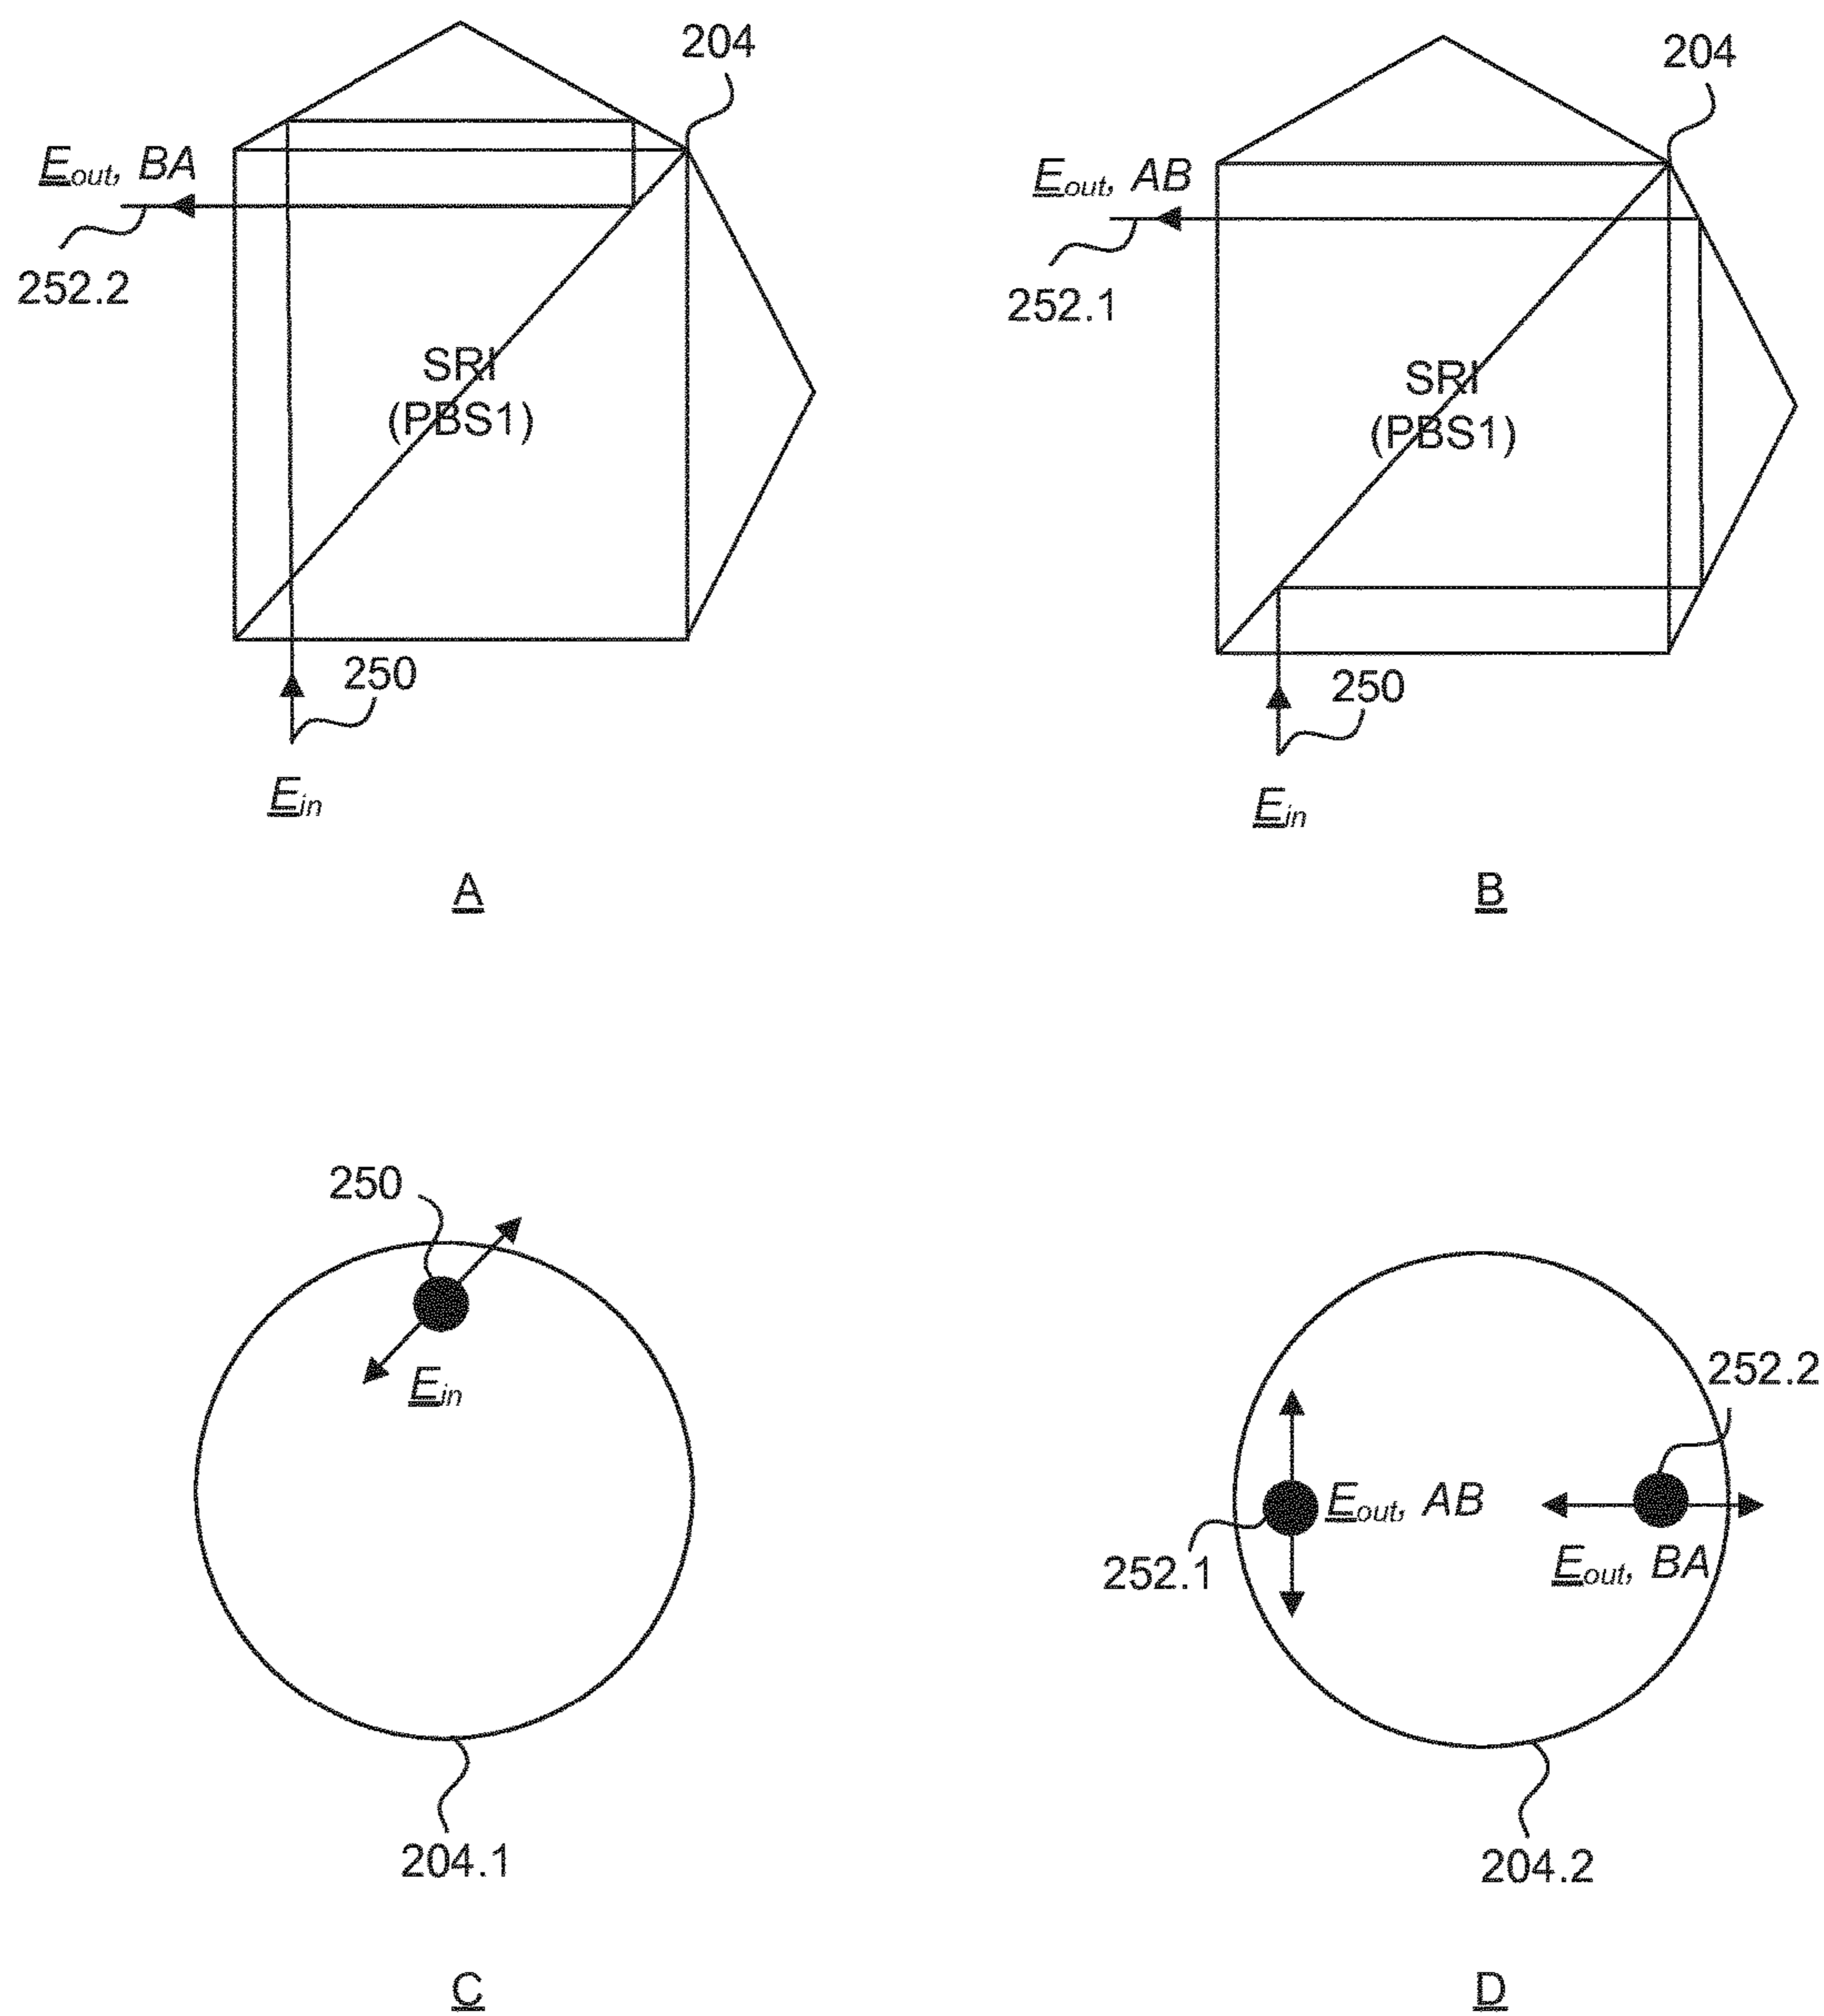 204
E_out, BA
252.2
SRI
(PBS1)
250
E_in
A
204
E_out, AB
252.1
SRI
(PBS1)
250
E_in
B
250
E_in
204.1
C
252.2
E_out, AB
252.1
E_out, BA
204.2
D